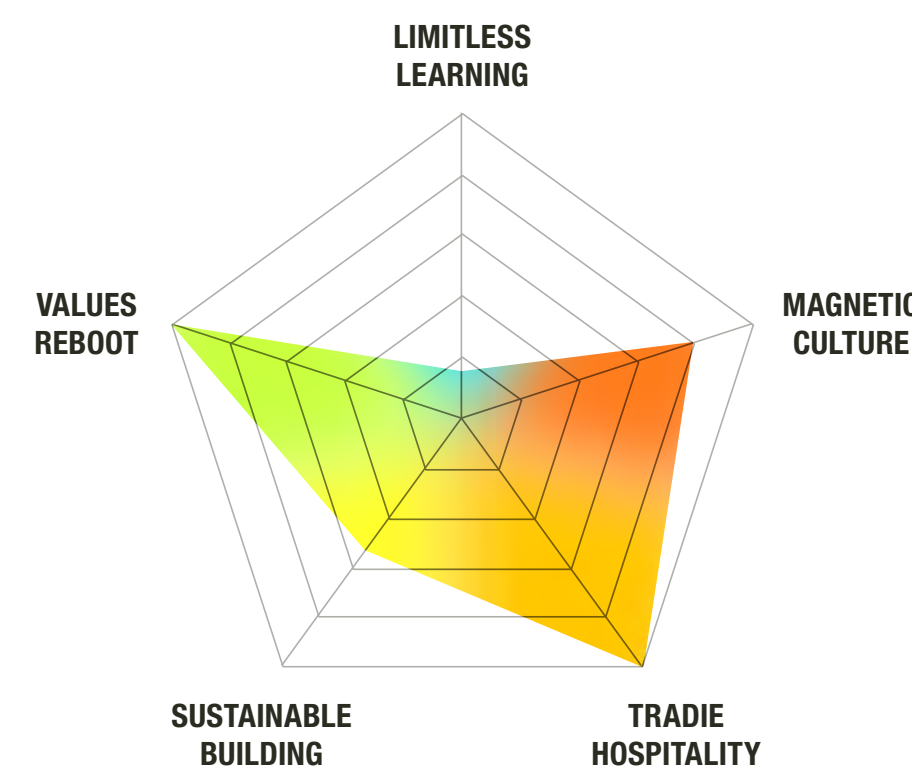 LIMITLESS
LEARNING
VALUES
REBOOT
MAGNETIC
CULTURE
SUSTAINABLE
BUILDING
TRADIE
HOSPITALITY